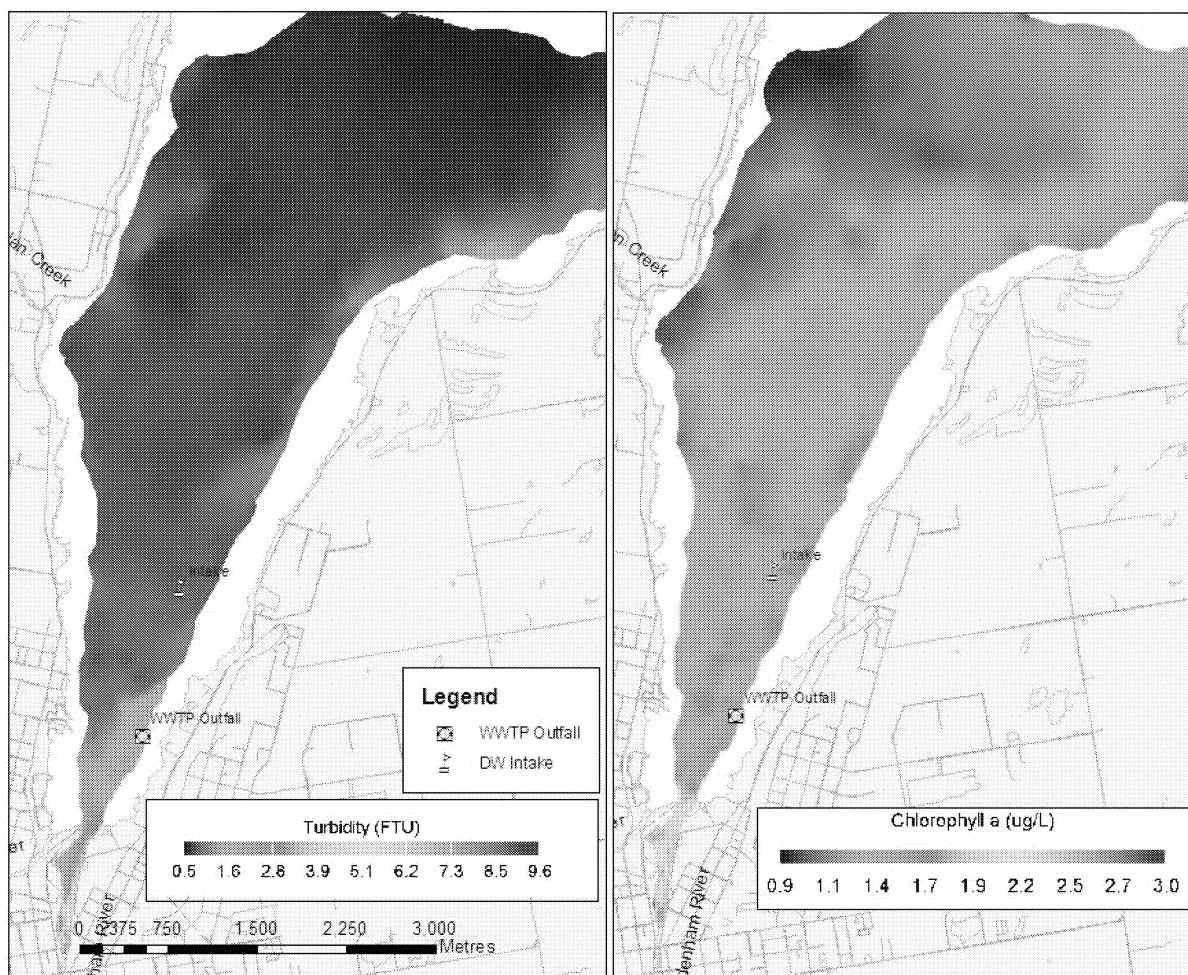 Creek
Intake
WWTP Outfall
Legend
WWTP Outfall
DW Intake
Turbidity (FTU)
0.5 1.6 2.8 3.9 5.1 6.2 7.3 8.5 9.6
0 375 750 1.500 2.250 3.000
Metres
ham River
Creek
Intake
WWTP Outfall
Chlorophyll a (ug/L)
0.9 1.1 1.4 1.7 1.9 2.2 2.5 2.7 3.0
denham River